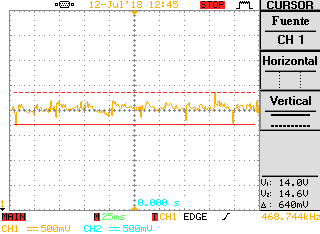 12-Jul'18 12:45 STOP CURSOR
Fuente
CH 1
Horizontal
Vertical
V₁: 14.0V
V₂: 14.6V
Δ: 640mV
1
0.000 s
MAIN M 25ms T CH1 EDGE 468.744kHz
CH1 500mV CH2 500mV